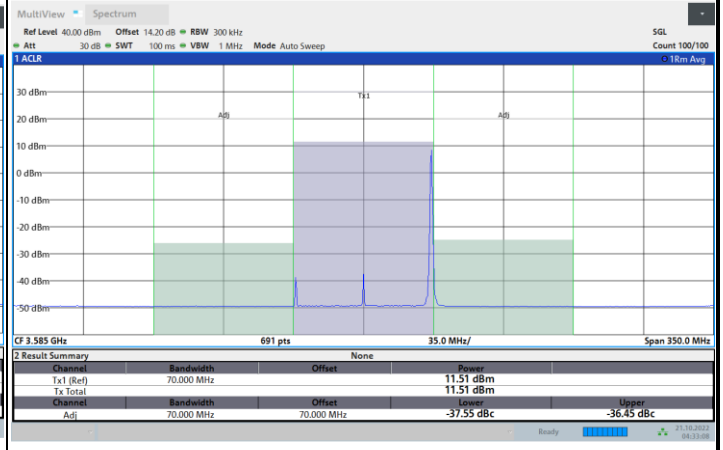 MultiView Spectrum
Ref Level 40.00 dBm Offset 14.20 dB RBW 300 kHz SGL
Att 30 dB SWT 100 ms VBW 1 MHz Mode Auto Sweep Count 100/100
1 ACLR 1Rm Avg
30 dBm
Tx1
20 dBm Adj Adj
10 dBm
0 dBm
-10 dBm
-20 dBm
-30 dBm
-40 dBm
-50 dBm
CF 3.585 GHz 691 pts 35.0 MHz/ Span 350.0 MHz
2 Result Summary None
Channel Bandwidth Offset Power
Tx1 (Ref) 70.000 MHz 11.51 dBm
Tx Total 11.51 dBm
Channel Bandwidth Offset Lower Upper
Adj 70.000 MHz 70.000 MHz -37.55 dBc -36.45 dBc
Ready 21.10.2022
04:33:08